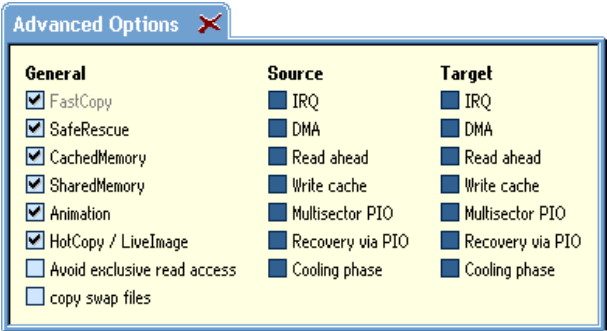 Advanced Options
General Source Target
FastCopy IRQ IRQ
SafeRescue DMA DMA
CachedMemory Read ahead Read ahead
SharedMemory Write cache Write cache
Animation Multisector PIO Multisector PIO
HotCopy / LiveImage Recovery via PIO Recovery via PIO
Avoid exclusive read access Cooling phase Cooling phase
copy swap files